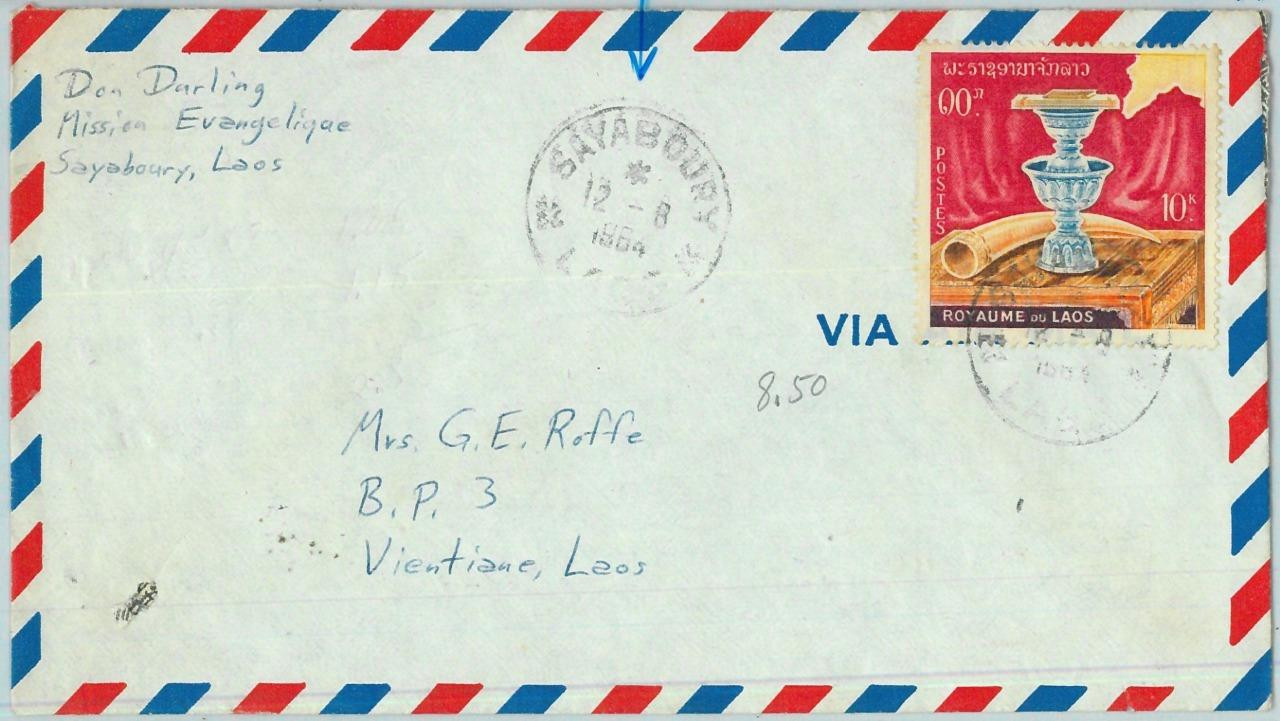 Don Darling
Mission Evangelique
Sayaboury, Laos
SAYABOURY
12 - 8
1964
ພະຣາຊອານາຈັກລາວ
໑໐ ກ
POSTES
10 K
ROYAUME DU LAOS
VIA
8.50
Mrs. G. E. Roffe
B. P. 3
Vientiane, Laos